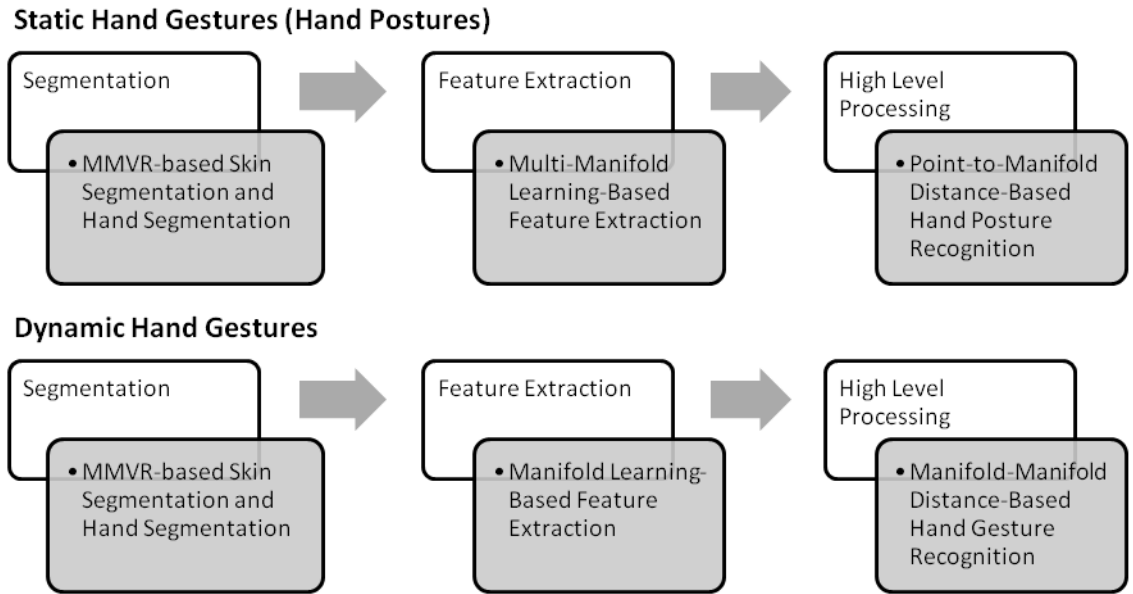 Static Hand Gestures (Hand Postures)
Segmentation
• MMVR-based Skin
Segmentation and
Hand Segmentation
Feature Extraction
• Multi-Manifold
Learning-Based
Feature Extraction
High Level
Processing
• Point-to-Manifold
Distance-Based
Hand Posture
Recognition
Dynamic Hand Gestures
Segmentation
• MMVR-based Skin
Segmentation and
Hand Segmentation
Feature Extraction
• Manifold Learning-
Based Feature
Extraction
High Level
Processing
• Manifold-Manifold
Distance-Based
Hand Gesture
Recognition